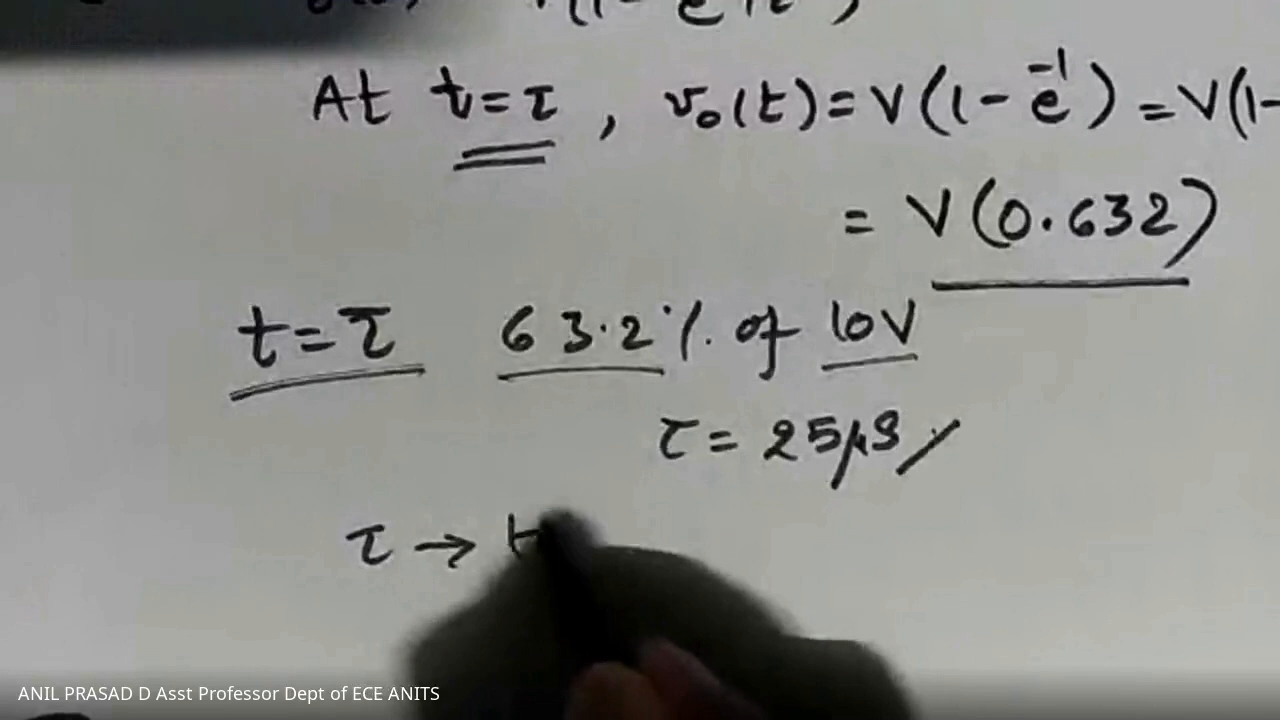 At t=τ, v₀(t)=V(1-e⁻¹)=V(1-
= V(0.632)
t=τ 63.2% of 10V
τ = 25μs
τ →
ANIL PRASAD D Asst Professor Dept of ECE ANITS